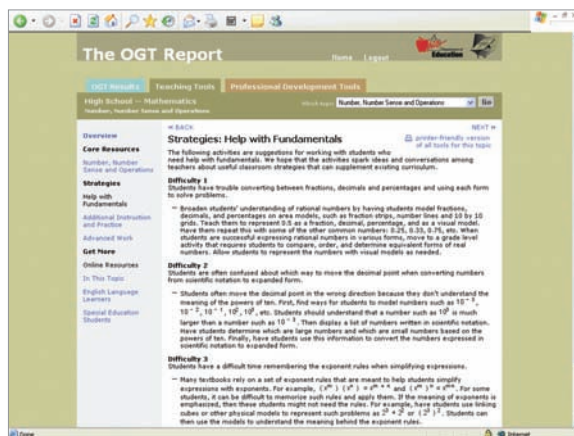 The OGT Report
Home Logout
Education
OGT Results Teaching Tools Professional Development Tools
High School — Mathematics
Number, Number Sense and Operations
Number, Number Sense and Operations Go
Overview
Core Resources
Number, Number
Sense and Operations
Strategies
Help with
Fundamentals
Additional Instruction
and Practice
Advanced Work
Get More
Online Resources
In This Topic
English Language
Learners
Special Education
Students
« BACK NEXT »
Strategies: Help with Fundamentals
printer-friendly version
of all tools for this topic
The following activities are suggestions for working with students who
need help with fundamentals. We hope that the activities spark ideas and conversations among
teachers about useful classroom strategies that can supplement existing curriculum.
Difficulty 1
Students have trouble converting between fractions, decimals and percentages and using each form
to solve problems.
— Broaden students' understanding of rational numbers by having students model fractions,
decimals, and percentages on area models, such as fraction strips, number lines and 10 by 10
grids. Teach them to represent 0.5 as a fraction, decimal, percentage, and as a visual model.
Have them repeat this with some of the other common numbers: 0.25, 0.33, 0.75, etc. When
students are successful expressing rational numbers in various forms, move to a grade level
activity that requires students to compare, order, and determine equivalent forms of real
numbers. Allow students to represent the numbers with visual models as needed.
Difficulty 2
Students are often confused about which way to move the decimal point when converting numbers
from scientific notation to expanded form.
— Students often move the decimal point in the wrong direction because they don't understand the
meaning of the powers of ten. First, find ways for students to model numbers such as 10⁻³,
10⁻², 10⁻¹, 10², 10³, etc. Students should understand that a number such as 10⁵ is much
larger than a number such as 10⁻³. Then display a list of numbers written in scientific notation.
Have students determine which are large numbers and which are small numbers based on the
powers of ten. Finally, have students use this information to convert the numbers expressed in
scientific notation to expanded form.
Difficulty 3
Students have a difficult time remembering the exponent rules when simplifying expressions.
— Many textbooks rely on a set of exponent rules that are meant to help students simplify
expressions with exponents. For example, (xᵐ) (xⁿ) = xᵐ⁺ⁿ and (xᵐ)ⁿ = xᵐⁿ. For some
students, it can be difficult to memorize such rules and apply them. If the meaning of exponents is
emphasized, then these students might not need the rules. For example, have students use linking
cubes or other physical models to represent such problems as
Students can
then use the models to understand the meaning behind the exponent rules.
Done Internet